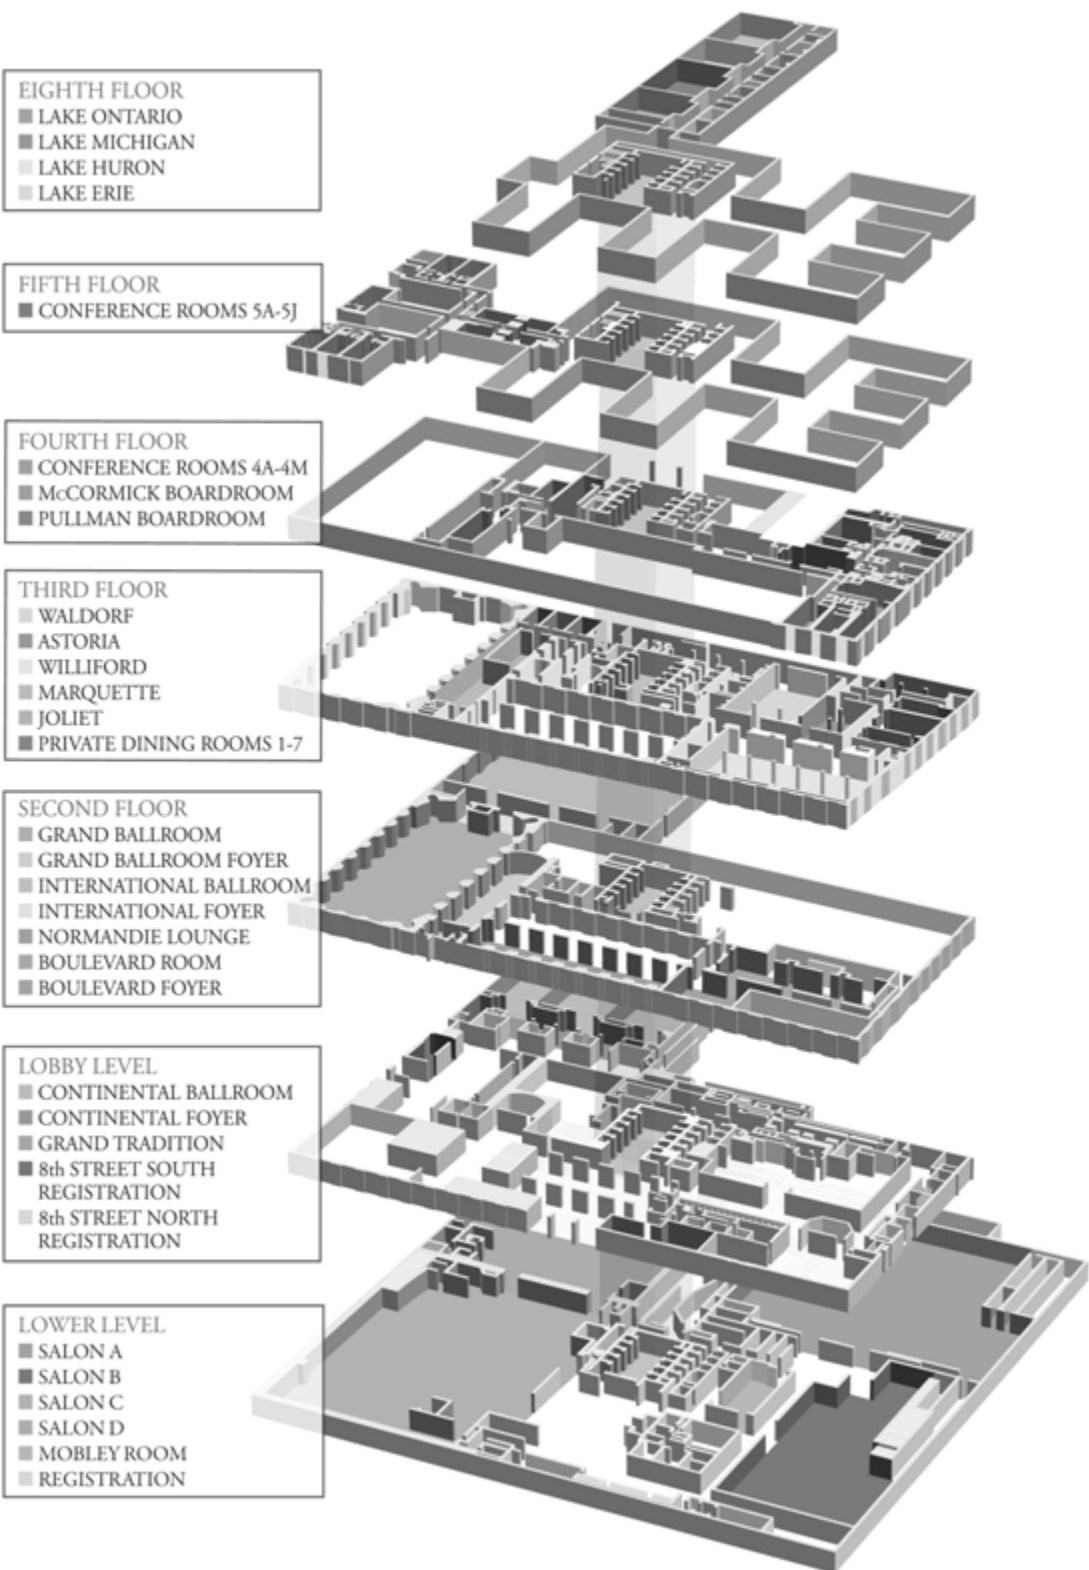 EIGHTH FLOOR
LAKE ONTARIO
LAKE MICHIGAN
LAKE HURON
LAKE ERIE
FIFTH FLOOR
CONFERENCE ROOMS 5A-5J
FOURTH FLOOR
CONFERENCE ROOMS 4A-4M
McCORMICK BOARDROOM
PULLMAN BOARDROOM
THIRD FLOOR
WALDORF
ASTORIA
WILLIFORD
MARQUETTE
JOLIET
PRIVATE DINING ROOMS 1-7
SECOND FLOOR
GRAND BALLROOM
GRAND BALLROOM FOYER
INTERNATIONAL BALLROOM
INTERNATIONAL FOYER
NORMANDIE LOUNGE
BOULEVARD ROOM
BOULEVARD FOYER
LOBBY LEVEL
CONTINENTAL BALLROOM
CONTINENTAL FOYER
GRAND TRADITION
8th STREET SOUTH
REGISTRATION
8th STREET NORTH
REGISTRATION
LOWER LEVEL
SALON A
SALON B
SALON C
SALON D
MOBLEY ROOM
REGISTRATION